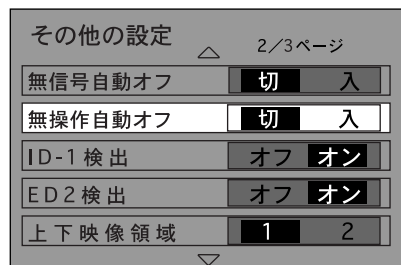 その他の設定 2/3ページ
無信号自動オフ 切 入
無操作自動オフ 切 入
ID-1検出 オフ オン
ED2検出 オフ オン
上下映像領域 1 2